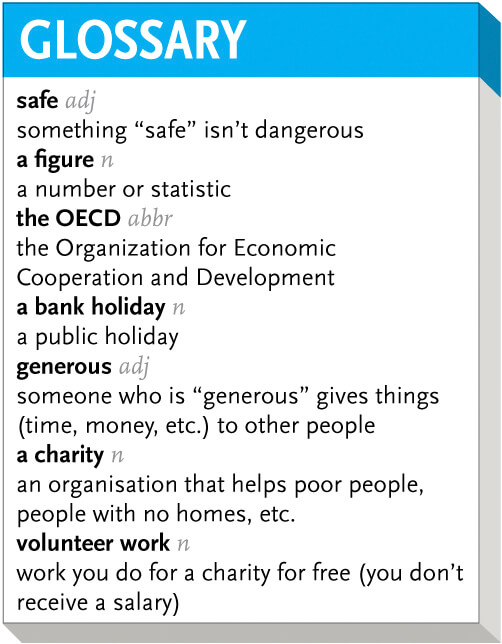 GLOSSARY
safe adj
something “safe” isn’t dangerous
a figure n
a number or statistic
the OECD abbr
the Organization for Economic
Cooperation and Development
a bank holiday n
a public holiday
generous adj
someone who is “generous” gives things
(time, money, etc.) to other people
a charity n
an organisation that helps poor people,
people with no homes, etc.
volunteer work n
work you do for a charity for free (you don’t
receive a salary)